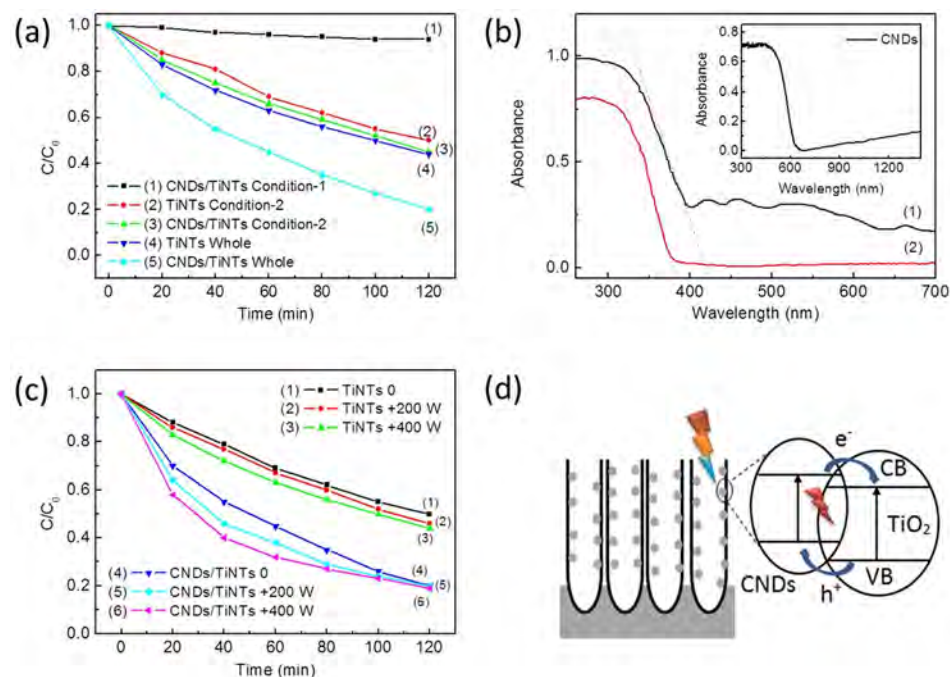 (a)
C/C0
1.0
0.8
0.6
0.4
0.2
0.0
(1)
(2)
(3)
(4)
(5)
(1) CNDs/TiNTs Condition-1
(2) TiNTs Condition-2
(3) CNDs/TiNTs Condition-2
(4) TiNTs Whole
(5) CNDs/TiNTs Whole
0 20 40 60 80 100 120
Time (min)
(b)
Absorbance
1.0
0.5
0.0
(1)
(2)
300 400 500 600 700
Wavelength (nm)
Absorbance
0.8
0.6
0.4
0.2
0.0
CNDs
300 600 900 1200
Wavelength (nm)
(c)
C/C0
1.0
0.8
0.6
0.4
0.2
0.0
(1) TiNTs 0
(2) TiNTs +200 W
(3) TiNTs +400 W
(1)
(2)
(3)
(4)
(5)
(6)
(4) CNDs/TiNTs 0
(5) CNDs/TiNTs +200 W
(6) CNDs/TiNTs +400 W
0 20 40 60 80 100 120
Time (min)
(d)
e-
CB
TiO2
VB
CNDs
h+